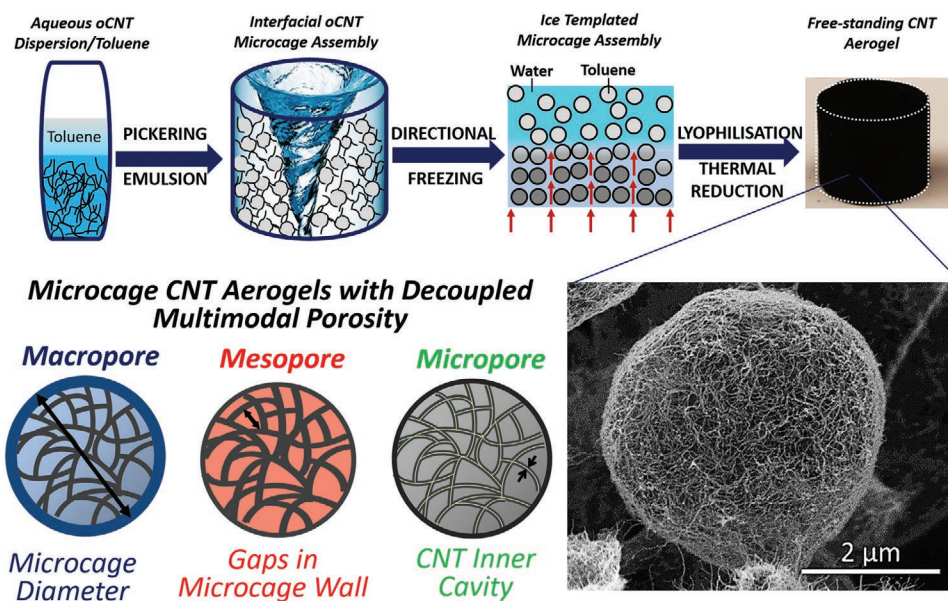 Aqueous oCNT
Dispersion/Toluene
Interfacial oCNT
Microcage Assembly
Ice Templated
Microcage Assembly
Free-standing CNT
Aerogel
Toluene
PICKERING
EMULSION
DIRECTIONAL
FREEZING
Water
Toluene
LYOPHILISATION
THERMAL
REDUCTION
Microcage CNT Aerogels with Decoupled
Multimodal Porosity
Macropore
Mesopore
Micropore
Microcage
Diameter
Gaps in
Microcage Wall
CNT Inner
Cavity
2 μm